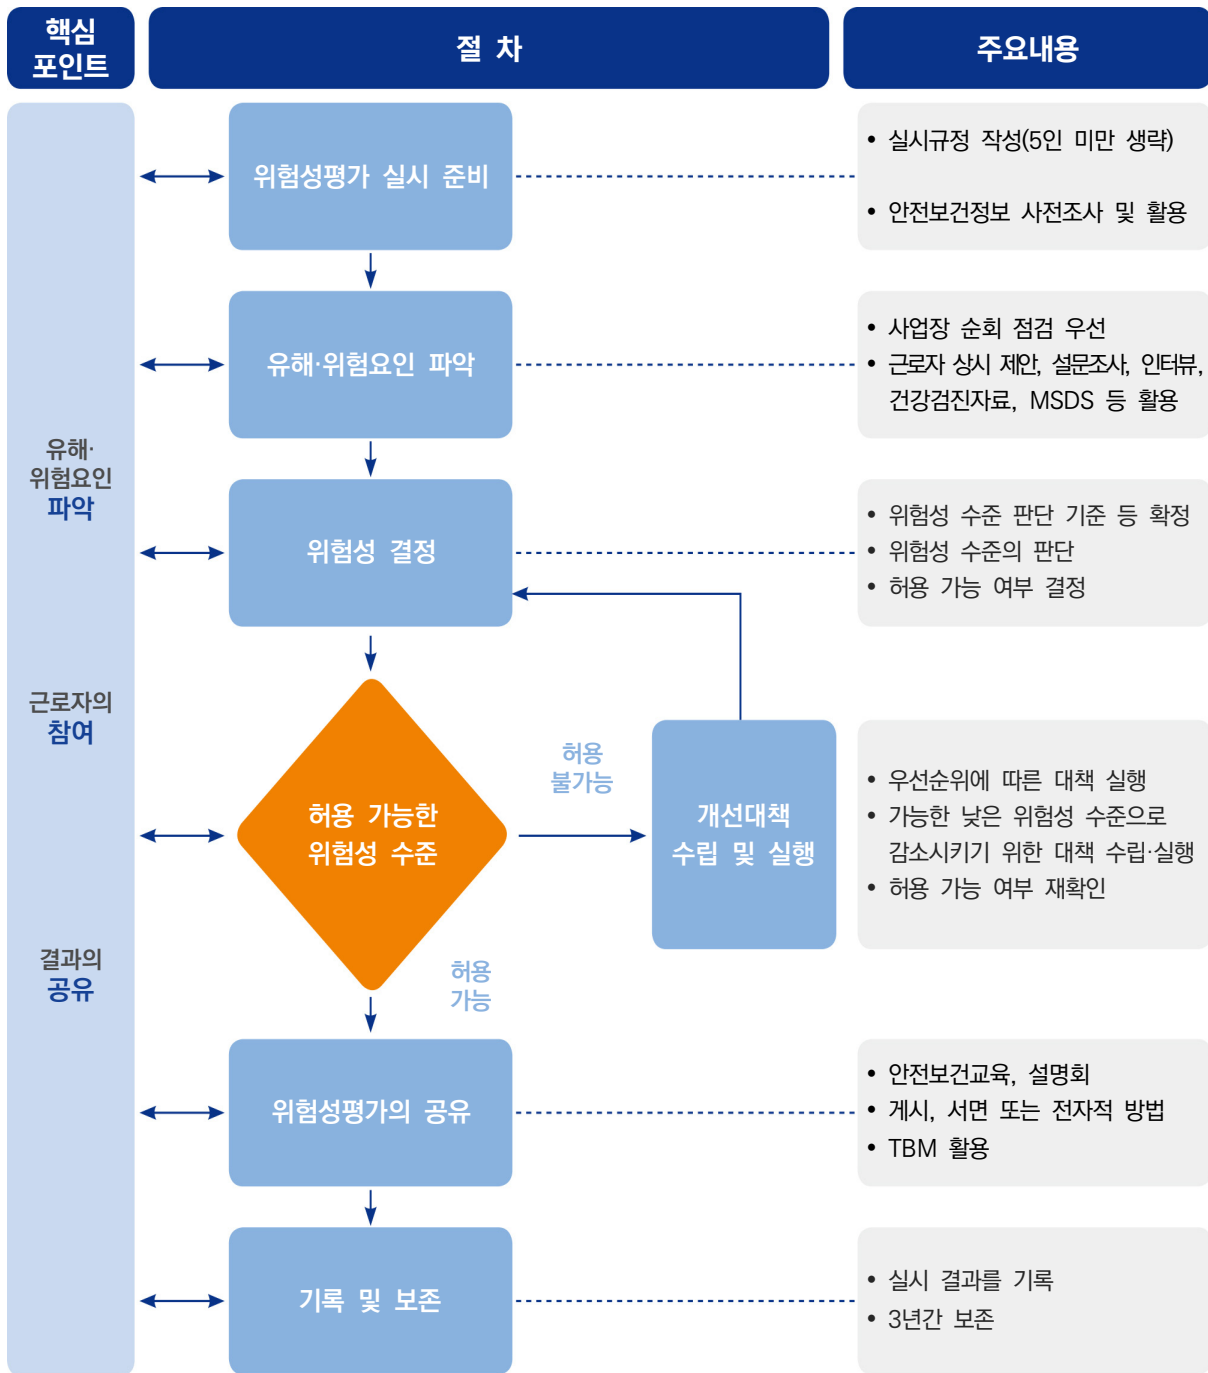 핵심
포인트
절 차
주요내용
유해·
위험요인
파악
근로자의
참여
결과의
공유
위험성평가 실시 준비
• 실시규정 작성(5인 미만 생략)
• 안전보건정보 사전조사 및 활용
유해·위험요인 파악
• 사업장 순회 점검 우선
• 근로자 상시 제안, 설문조사, 인터뷰,
건강검진자료, MSDS 등 활용
위험성 결정
• 위험성 수준 판단 기준 등 확정
• 위험성 수준의 판단
• 허용 가능 여부 결정
허용 가능한
위험성 수준
허용
불가능
개선대책
수립 및 실행
• 우선순위에 따른 대책 실행
• 가능한 낮은 위험성 수준으로
감소시키기 위한 대책 수립·실행
• 허용 가능 여부 재확인
허용
가능
위험성평가의 공유
• 안전보건교육, 설명회
• 게시, 서면 또는 전자적 방법
• TBM 활용
기록 및 보존
• 실시 결과를 기록
• 3년간 보존